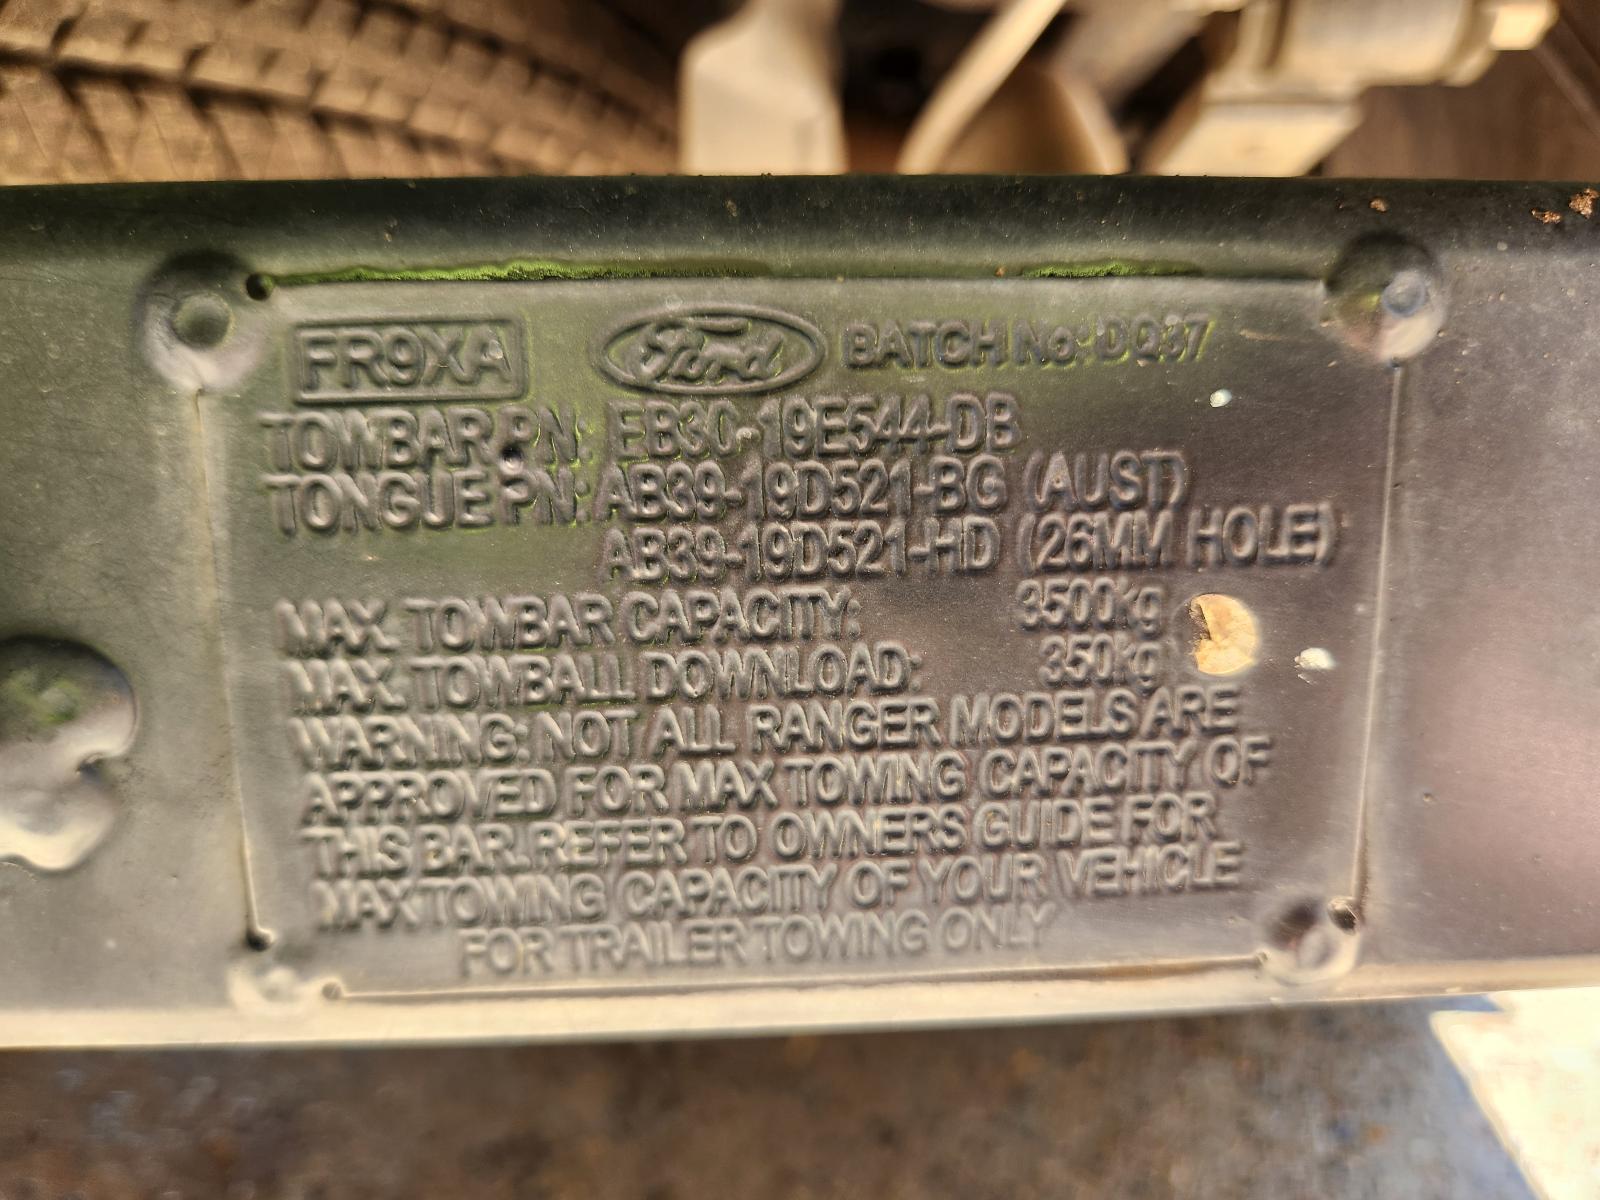 FR9XA Ford BATCH No: DQ37
TOWBAR PN: EB3C-19E544-DB
TONGUE PN: AB39-19D521-BG (AUST)
AB39-19D521-HD (26MM HOLE)
MAX. TOWBAR CAPACITY: 3500kg
MAX. TOWBALL DOWNLOAD: 350kg
WARNING: NOT ALL RANGER MODELS ARE
APPROVED FOR MAX TOWING CAPACITY OF
THIS BAR. REFER TO OWNERS GUIDE FOR
MAX TOWING CAPACITY OF YOUR VEHICLE
FOR TRAILER TOWING ONLY